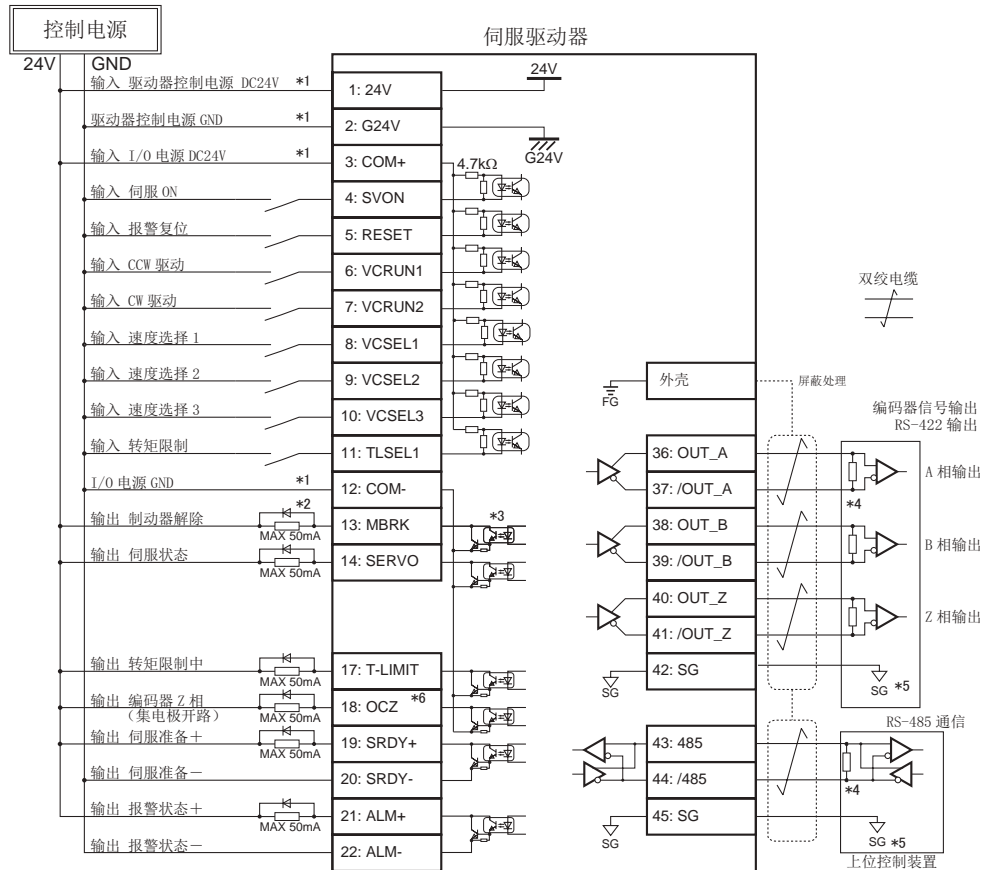 控制电源
伺服驱动器
24V GND
24V
输入 驱动器控制电源 DC24V *1
1: 24V
驱动器控制电源 GND *1
2: G24V
G24V
输入 I/O 电源 DC24V *1
3: COM+
4.7kΩ
输入 伺服 ON
4: SVON
输入 报警复位
5: RESET
输入 CCW 驱动
6: VCRUN1
输入 CW 驱动
7: VCRUN2
输入 速度选择 1
8: VCSEL1
输入 速度选择 2
9: VCSEL2
输入 速度选择 3
10: VCSEL3
输入 转矩限制
11: TLSEL1
I/O 电源 GND *1
12: COM-
输出 制动器解除
*2
MAX 50mA
13: MBRK
*3
输出 伺服状态
MAX 50mA
14: SERVO
输出 转矩限制中
MAX 50mA
17: T-LIMIT
输出 编码器 Z 相
（集电极开路）
MAX 50mA
18: OCZ *6
输出 伺服准备＋
MAX 50mA
19: SRDY+
输出 伺服准备－
20: SRDY-
输出 报警状态＋
MAX 50mA
21: ALM+
输出 报警状态－
22: ALM-
双绞电缆
外壳
FG
屏蔽处理
编码器信号输出
RS-422 输出
36: OUT_A
37: /OUT_A
*4
A 相输出
38: OUT_B
39: /OUT_B
B 相输出
40: OUT_Z
41: /OUT_Z
Z 相输出
42: SG
SG
SG *5
RS-485 通信
43: 485
44: /485
*4
45: SG
SG
SG *5
上位控制装置